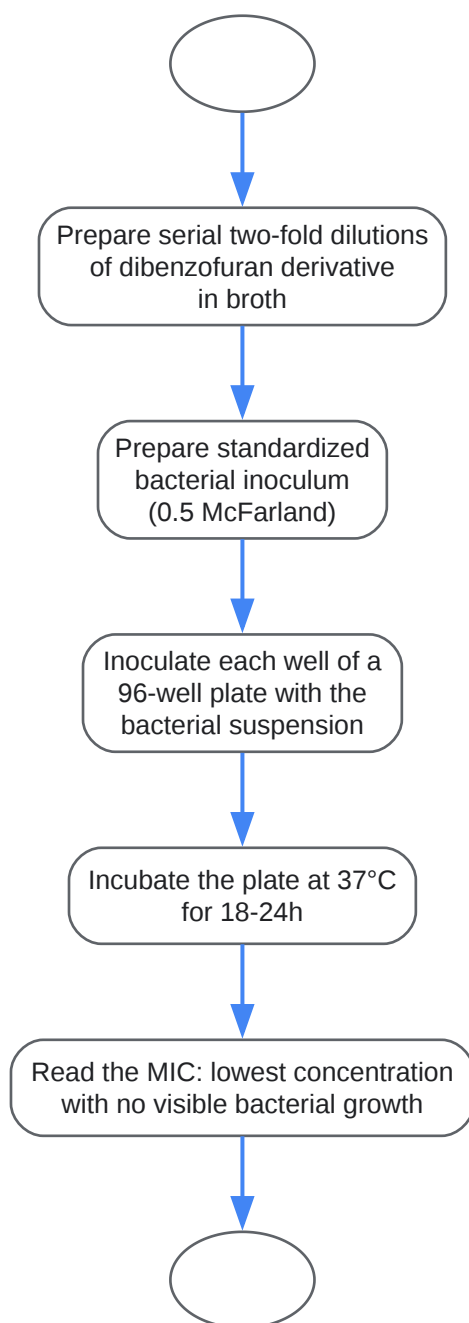 Prepare serial two-fold dilutions
of dibenzofuran derivative
in broth
Prepare standardized
bacterial inoculum
(0.5 McFarland)
Inoculate each well of a
96-well plate with the
bacterial suspension
Incubate the plate at 37°C
for 18-24h
Read the MIC: lowest concentration
with no visible bacterial growth